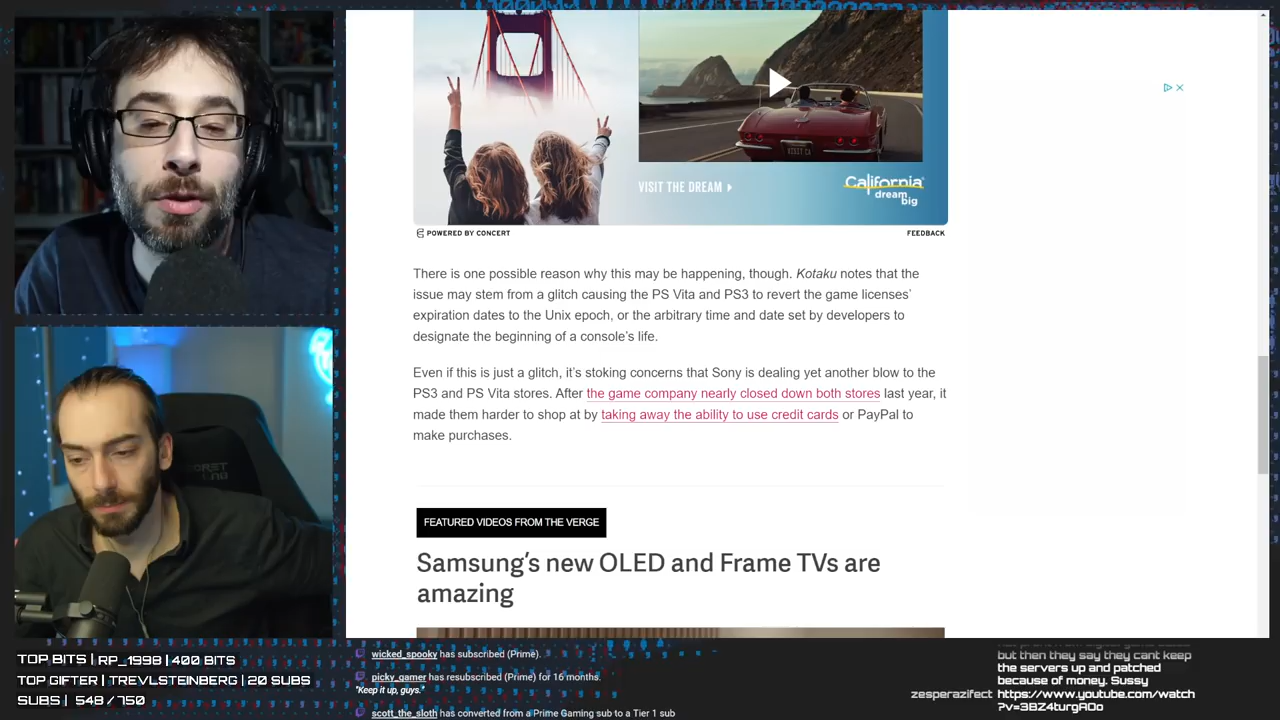 VISIT THE DREAM
California
dream
big
POWERED BY CONCERT
FEEDBACK
There is one possible reason why this may be happening, though. Kotaku notes that the
issue may stem from a glitch causing the PS Vita and PS3 to revert the game licenses’
expiration dates to the Unix epoch, or the arbitrary time and date set by developers to
designate the beginning of a console’s life.
Even if this is just a glitch, it’s stoking concerns that Sony is dealing yet another blow to the
PS3 and PS Vita stores. After the game company nearly closed down both stores last year, it
made them harder to shop at by taking away the ability to use credit cards or PayPal to
make purchases.
FEATURED VIDEOS FROM THE VERGE
Samsung’s new OLED and Frame TVs are
amazing
TOP BITS | RP_1998 | 400 BITS
TOP GIFTER | TREVLSTEINBERG | 20 SUBS
SUBS | 548 / 750
wicked_spooky has subscribed (Prime).
picky_gamer has resubscribed (Prime) for 16 months.
"Keep it up, guys."
scott_the_sloth has converted from a Prime Gaming sub to a Tier 1 sub
but then they say they cant keep
the servers up and patched
because of money. Sussy
zesperazifect https://www.youtube.com/watch
?v=3BZ4turgADo